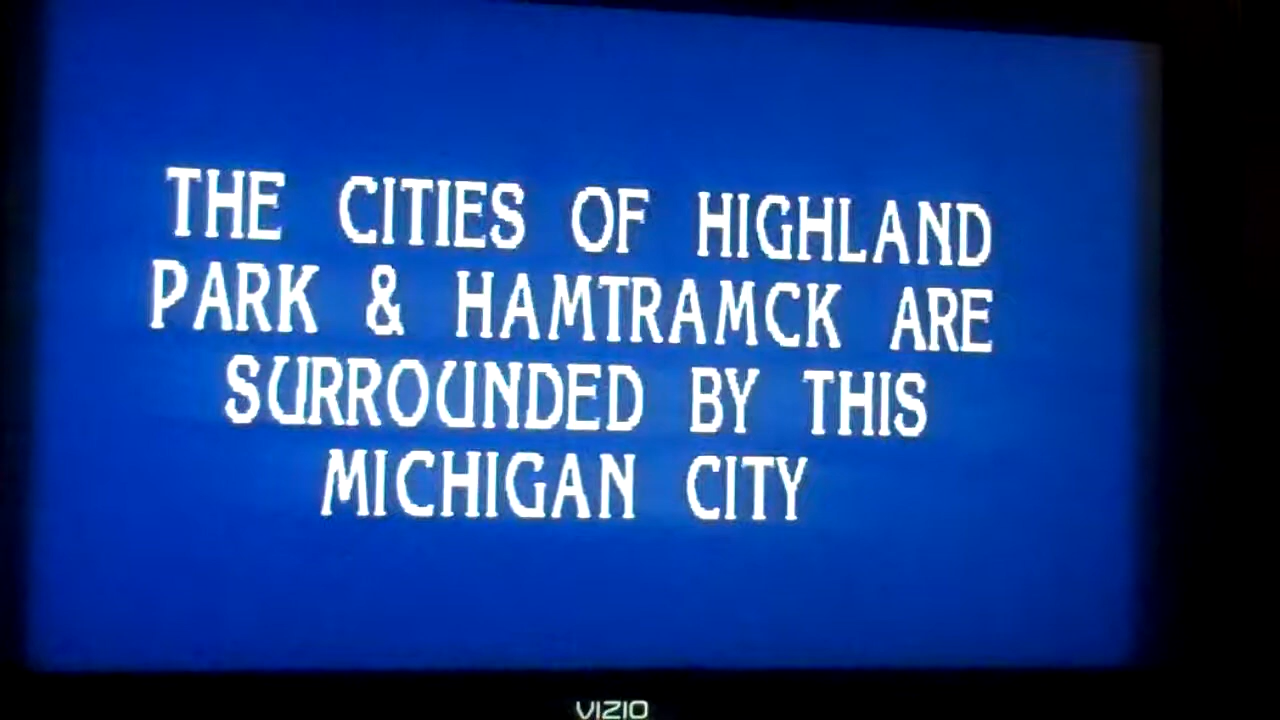 THE CITIES OF HIGHLAND
PARK & HAMTRAMCK ARE
SURROUNDED BY THIS
MICHIGAN CITY
VIZIO